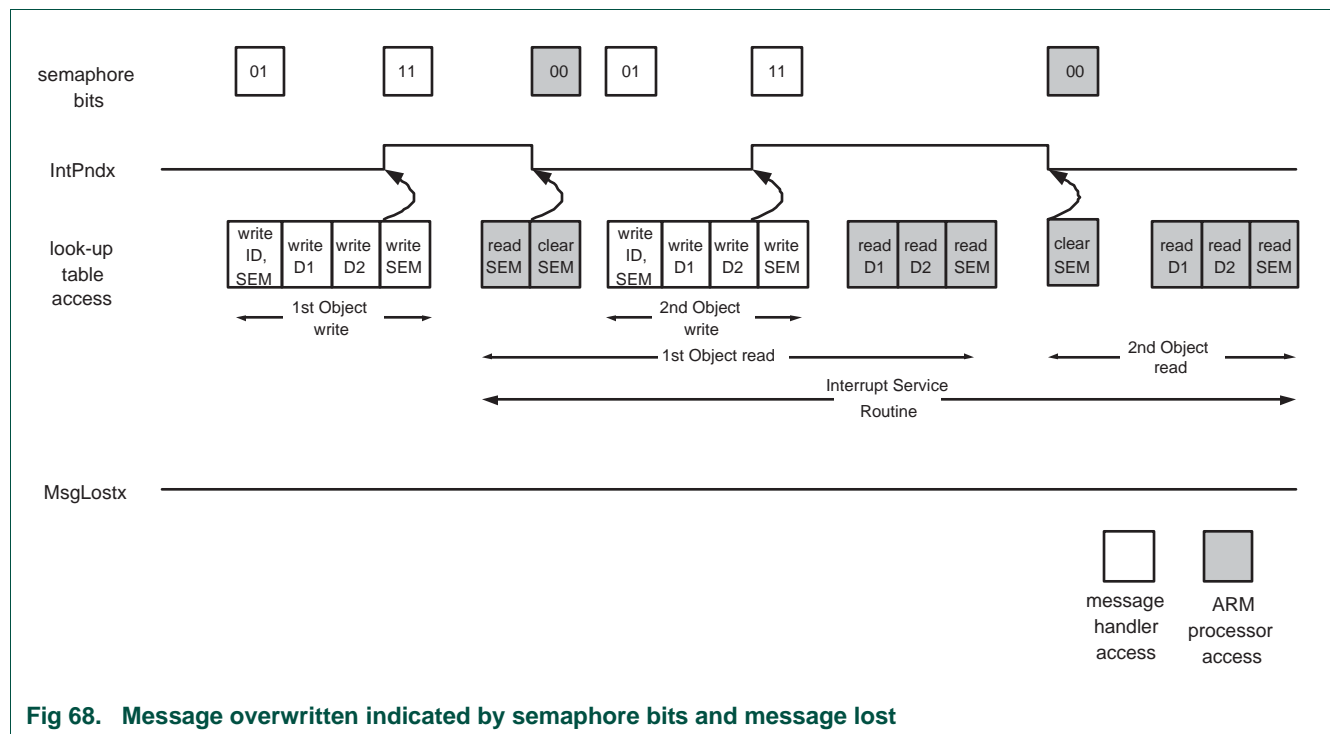 semaphore
bits
01
11
00
01
11
00
IntPndx
look-up
table
access
write
ID,
SEM
write
D1
write
D2
write
SEM
read
SEM
clear
SEM
write
ID,
SEM
write
D1
write
D2
write
SEM
read
D1
read
D2
read
SEM
clear
SEM
read
D1
read
D2
read
SEM
1st Object
write
2nd Object
write
1st Object read
2nd Object
read
Interrupt Service
Routine
MsgLostx
message
handler
access
ARM
processor
access
Fig 68. Message overwritten indicated by semaphore bits and message lost